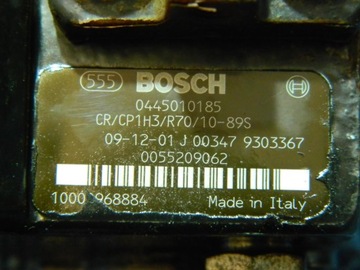 555 BOSCH
0445010185
CR/CP1H3/R70/10-89S
09-12-01 J 00347 9303367
0055209062
1000 968884 Made in Italy